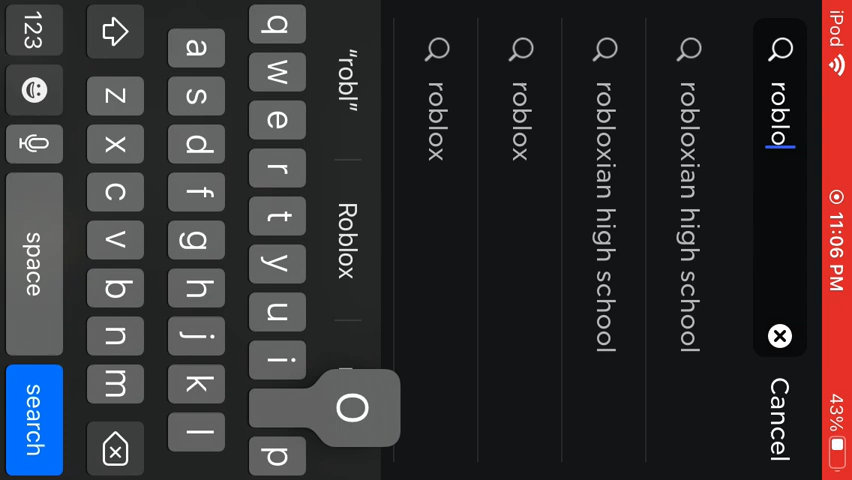 iPod 11:06 PM 43%
roblo Cancel
robloxian high school
robloxian high school
roblox
roblox
“robl” Roblox
q w e r t y u i O p
a s d f g h j k l
z x c v b n m
123 space search